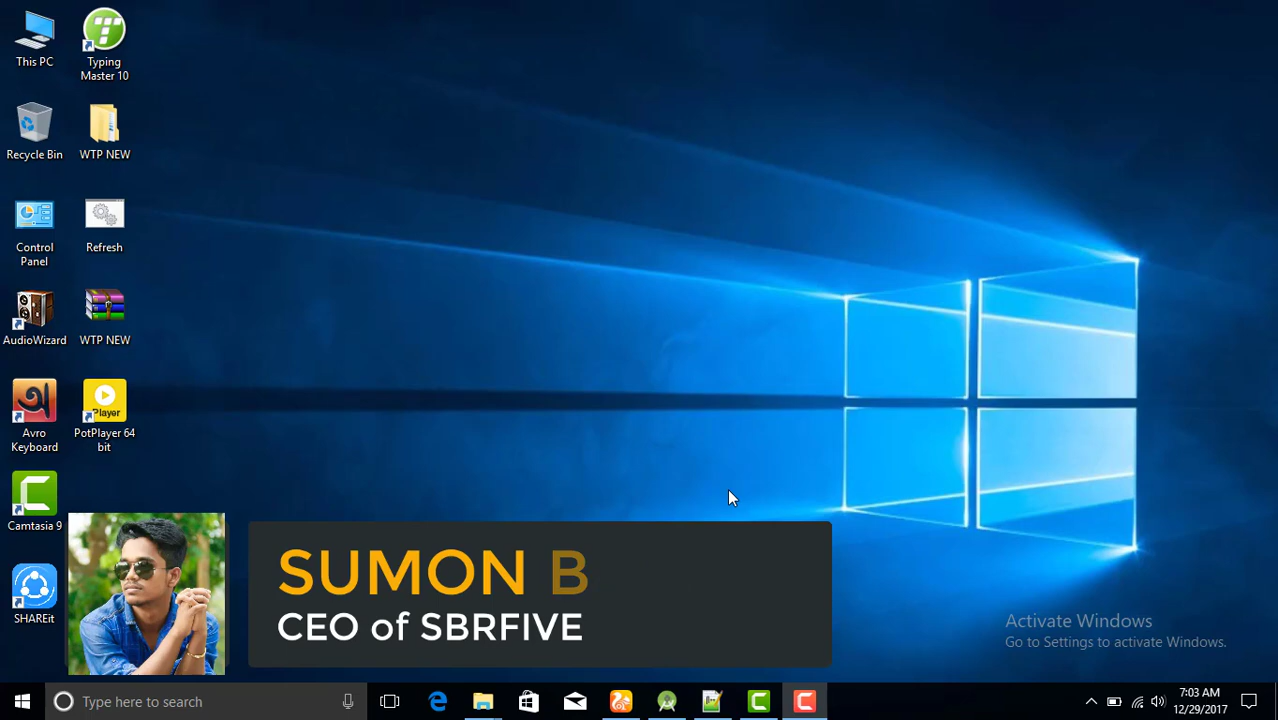 This PC
Typing
Master 10
Recycle Bin
WTP NEW
Control
Panel
Refresh
AudioWizard
WTP NEW
অ
Avro
Keyboard
Player
PotPlayer 64
bit
Camtasia 9
SHAREit
SUMON B
CEO of SBRFIVE
Activate Windows
Go to Settings to activate Windows.
Type here to search
7:03 AM
12/29/2017